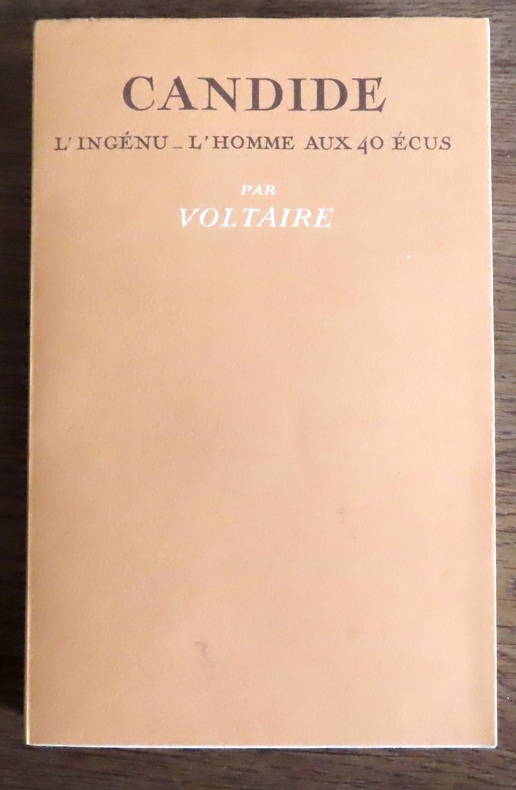 CANDIDE
L'INGÉNU _ L'HOMME AUX 40 ÉCUS
PAR
VOLTAIRE